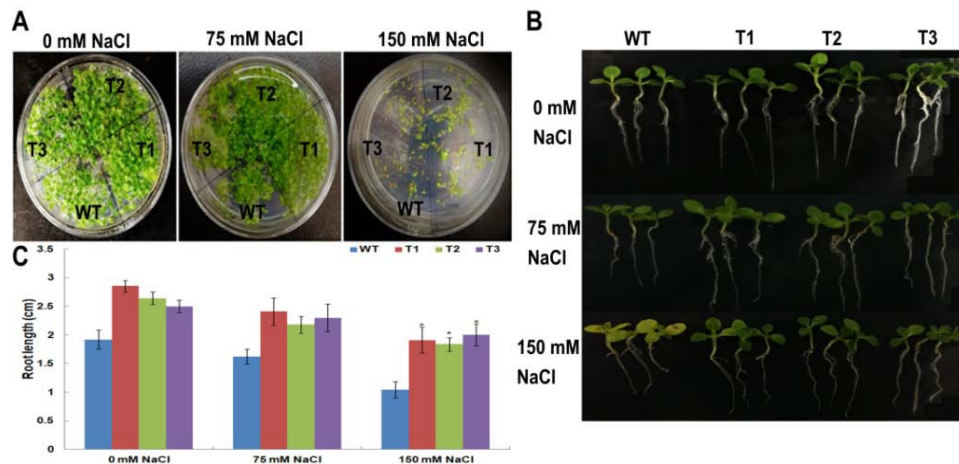 A
0 mM NaCl 75 mM NaCl 150 mM NaCl
T2
T3 T1
WT
T2
T3 T1
WT
T2
T3 T1
WT
B
WT T1 T2 T3
0 mM
NaCl
75 mM
NaCl
150 mM
NaCl
C
WT T1 T2 T3
Root length (cm)
3.5
3
2.5
2
1.5
1
0.5
0
* * *
0 mM NaCl 75 mM NaCl 150 mM NaCl